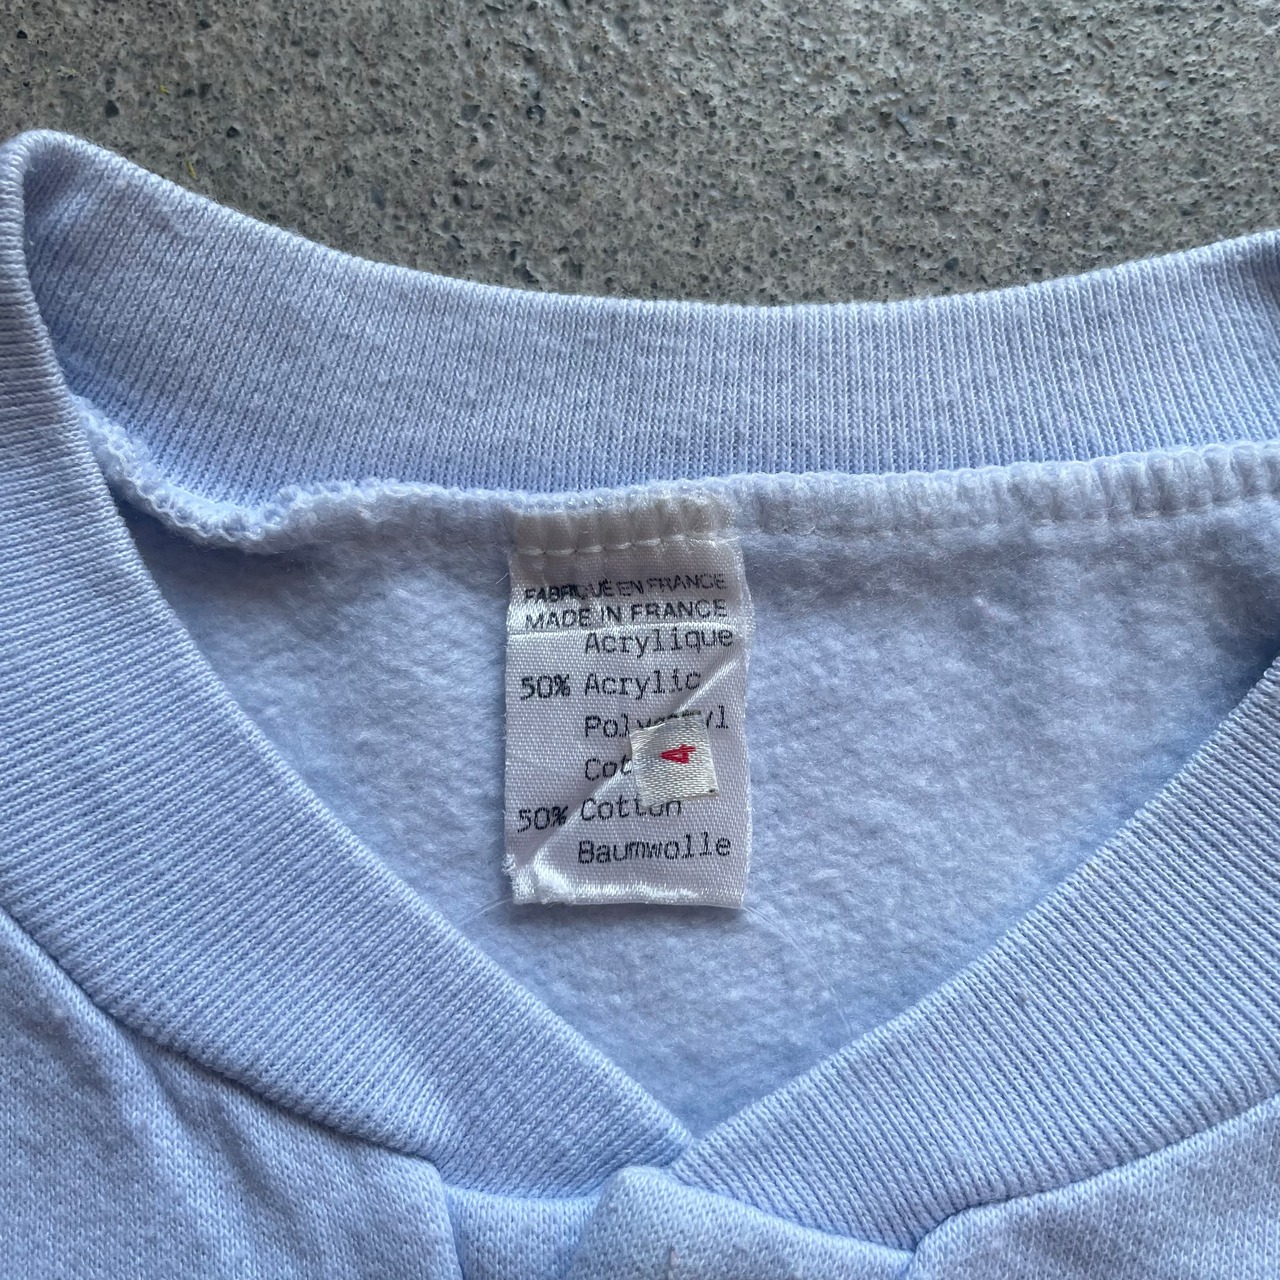 FABRIQUÉ EN FRANCE
MADE IN FRANCE
Acrylique
50% Acrylic
4
50% Cotton
Baumwolle